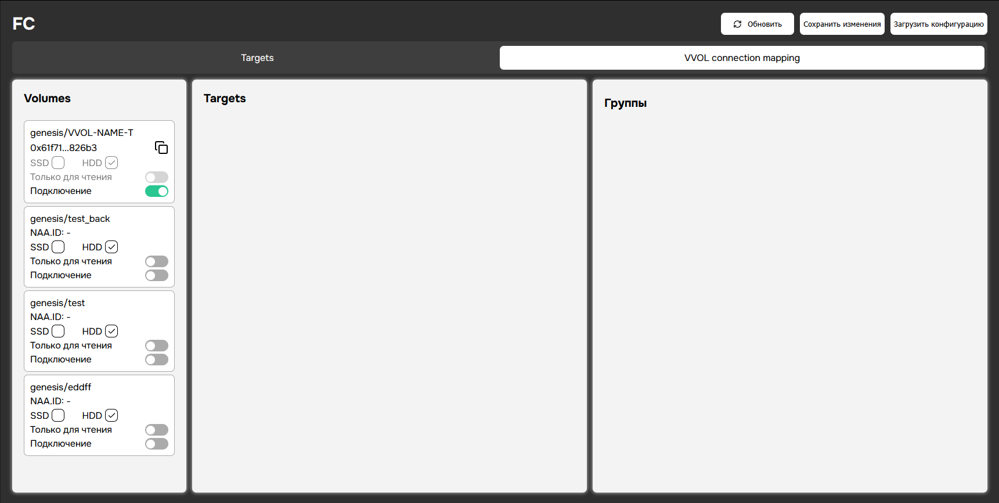 FC
Обновить
Сохранить изменения
Загрузить конфигурацию
Targets
VVOL connection mapping
Volumes
genesis/VVOL-NAME-T
0x61f71...826b3
SSD HDD
Только для чтения
Подключение
genesis/test_back
NAA.ID: -
SSD HDD
Только для чтения
Подключение
genesis/test
NAA.ID: -
SSD HDD
Только для чтения
Подключение
genesis/eddff
NAA.ID: -
SSD HDD
Только для чтения
Подключение
Targets
Группы